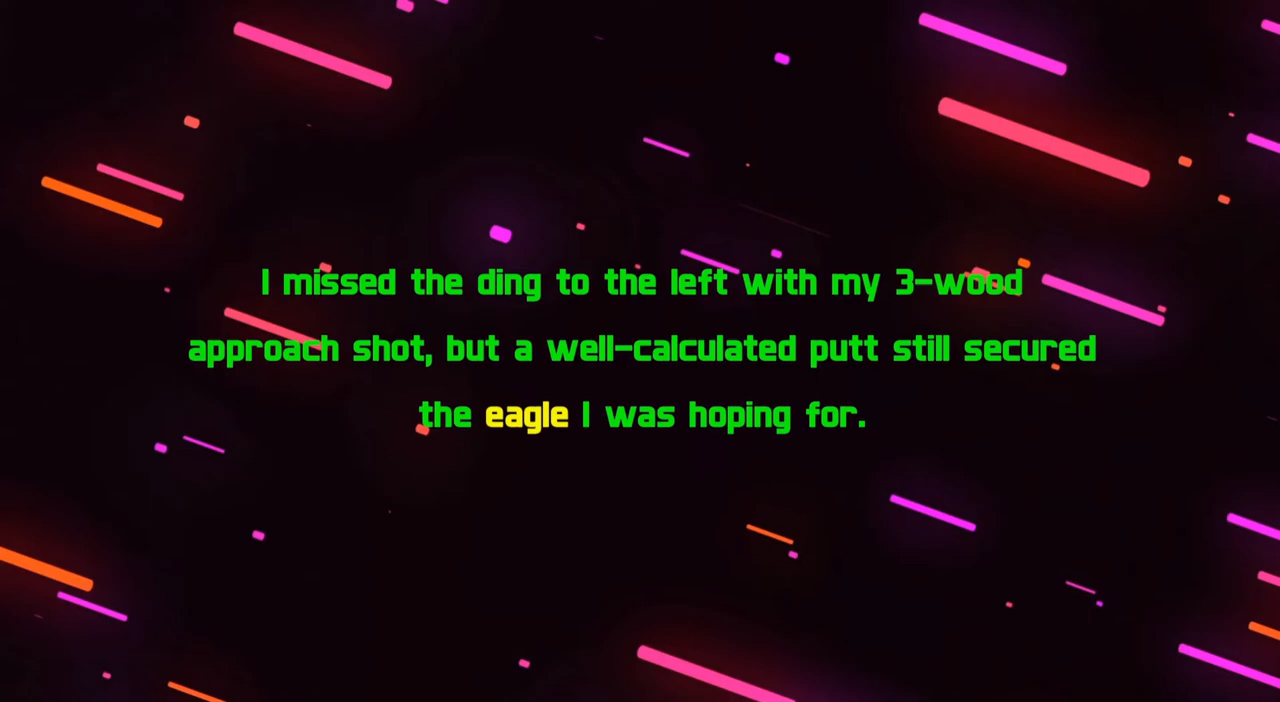 I missed the ding to the left with my 3-wood
approach shot, but a well-calculated putt still secured
the eagle I was hoping for.